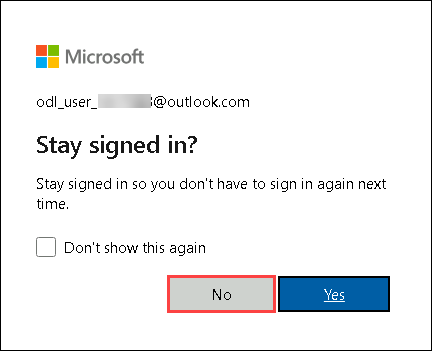 Microsoft
odl_user_ 3@outlook.com
Stay signed in?
Stay signed in so you don't have to sign in again next
time.
Don't show this again
No
Yes